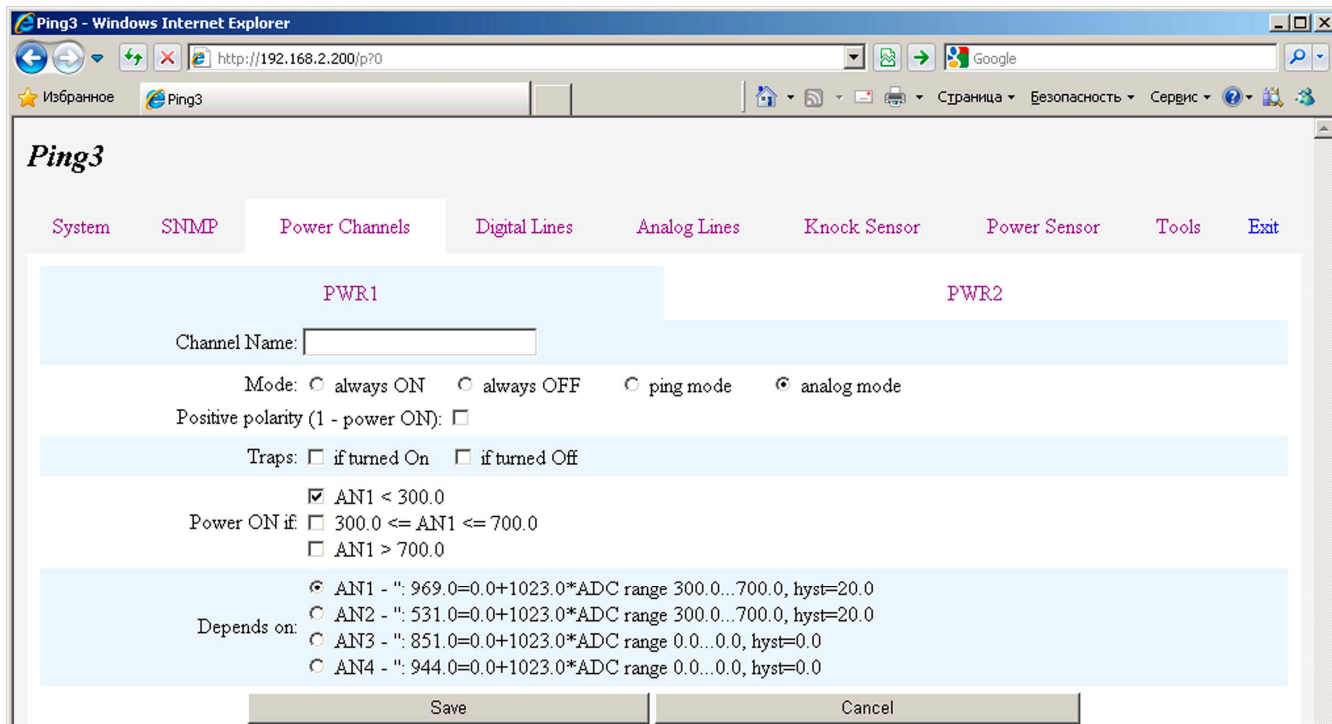 Ping3 - Windows Internet Explorer
http://192.168.2.200/p?0
Google
Избранное
Ping3
Страница
Безопасность
Сервис
Ping3
System SNMP Power Channels Digital Lines Analog Lines Knock Sensor Power Sensor Tools Exit
PWR1 PWR2
Channel Name:
Mode: always ON always OFF ping mode analog mode
Positive polarity (1 - power ON):
Traps: if turned On if turned Off
AN1 < 300.0
Power ON if: 300.0 <= AN1 <= 700.0
AN1 > 700.0
AN1 - '': 969.0=0.0+1023.0*ADC range 300.0...700.0, hyst=20.0
AN2 - '': 531.0=0.0+1023.0*ADC range 300.0...700.0, hyst=20.0
Depends on:
AN3 - '': 851.0=0.0+1023.0*ADC range 0.0...0.0, hyst=0.0
AN4 - '': 944.0=0.0+1023.0*ADC range 0.0...0.0, hyst=0.0
Save Cancel